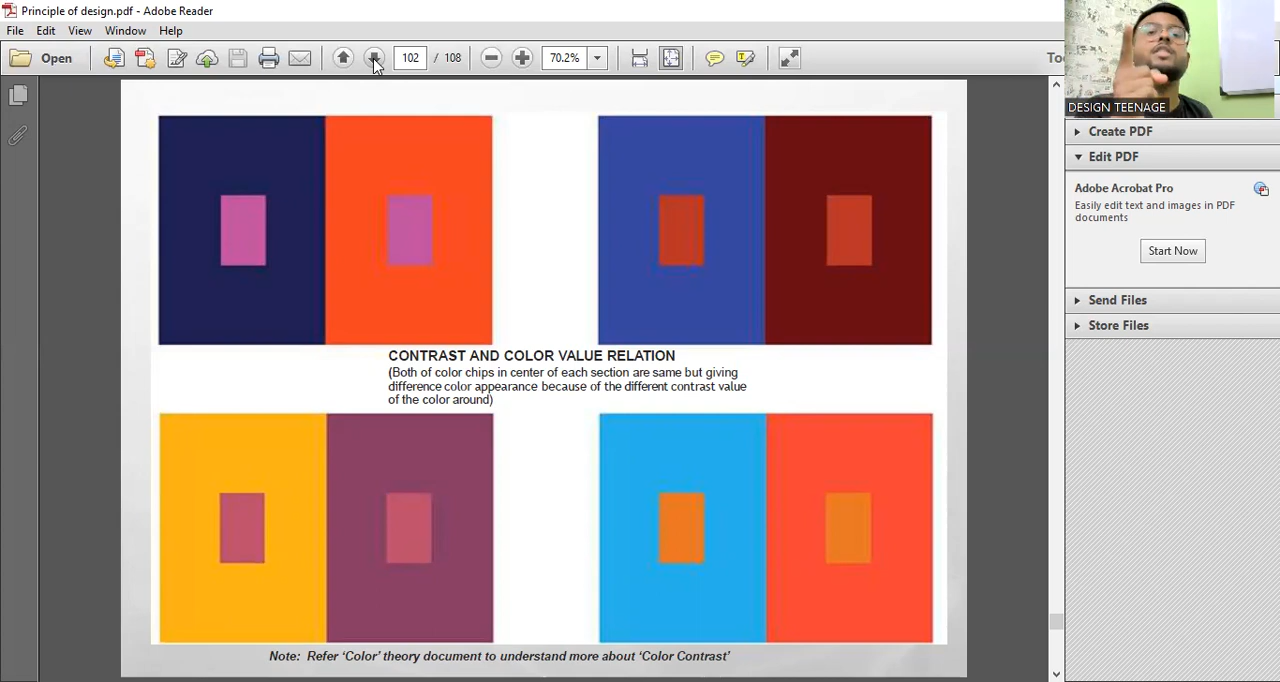 Principle of design.pdf - Adobe Reader
File Edit View Window Help
Open 102 / 108 70.2% To
DESIGN TEENAGE
Create PDF
Edit PDF
Adobe Acrobat Pro
Easily edit text and images in PDF
documents
Start Now
Send Files
Store Files
CONTRAST AND COLOR VALUE RELATION
(Both of color chips in center of each section are same but giving
difference color appearance because of the different contrast value
of the color around)
Note: Refer ‘Color’ theory document to understand more about ‘Color Contrast’